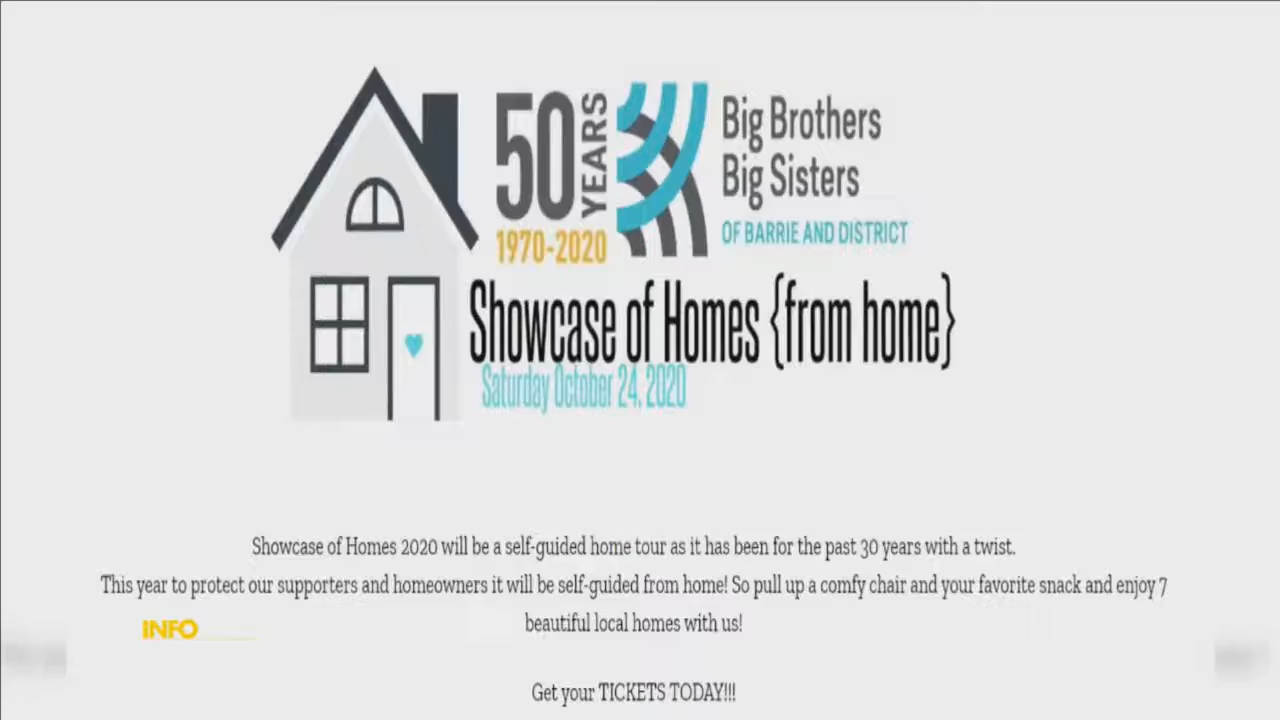 50 YEARS
1970-2020
Big Brothers
Big Sisters
OF BARRIE AND DISTRICT
Showcase of Homes {from home}
Saturday October 24, 2020
Showcase of Homes 2020 will be a self-guided home tour as it has been for the past 30 years with a twist.
This year to protect our supporters and homeowners it will be self-guided from home! So pull up a comfy chair and your favorite snack and enjoy 7
beautiful local homes with us!
INFO
Get your TICKETS TODAY!!!